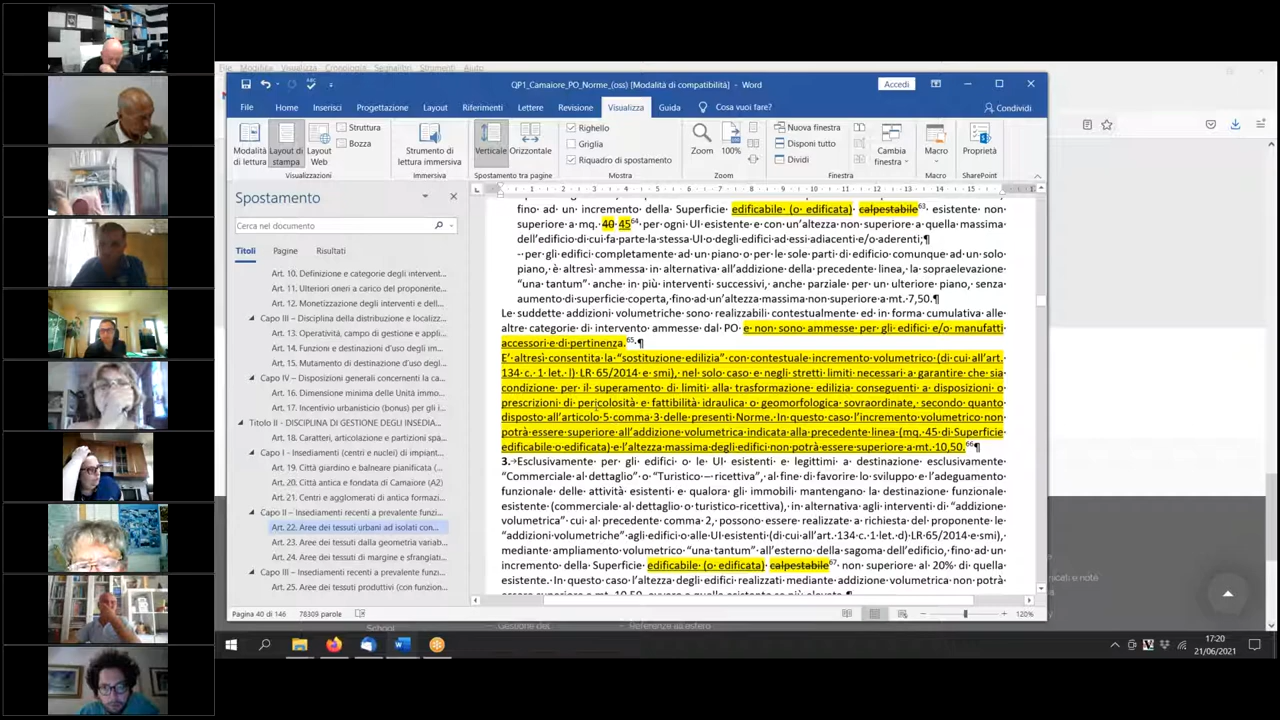 File Modifica Visualizza Cronologia Segnalibri Strumenti Aiuto
QP1_Camaiore_PO_Norme_(oss) [Modalità di compatibilità] - Word
Accedi
File Home Inserisci Progettazione Layout Riferimenti Lettere Revisione Visualizza Guida Cosa vuoi fare? Condividi
Modalità di lettura
Layout di stampa
Layout Web
Struttura
Bozza
Visualizzazioni
Strumento di lettura immersiva
Immersiva
Verticale
Orizzontale
Spostamento tra pagine
Righello
Griglia
Riquadro di spostamento
Mostra
Zoom
100%
Zoom
Nuova finestra
Disponi tutto
Dividi
Cambia finestra
Finestra
Macro
Macro
Proprietà
SharePoint
Spostamento
Cerca nel documento
Titoli Pagine Risultati
Art. 10. Definizione e categorie degli intervent...
Art. 11. Ulteriori oneri a carico del proponente...
Art. 12. Monetizzazione degli interventi e dell...
Capo III – Disciplina della distribuzione e localizz...
Art. 13. Operatività, campo di gestione e appli...
Art. 14. Funzioni e destinazioni d'uso degli im...
Art. 15. Mutamento di destinazione d'uso degl...
Capo IV – Disposizioni generali concernenti la ca...
Art. 16. Dimensione minime delle Unità immo...
Art. 17. Incentivo urbanistico (bonus) per gli i...
Titolo II - DISCIPLINA DI GESTIONE DEGLI INSEDIA...
Art. 18. Caratteri, articolazione e partizioni spa...
Capo I – Insediamenti (centri e nuclei) di impiant...
Art. 19. Città giardino e balneare pianificata (...
Art. 20. Città antica e fondata di Camaiore (A2)
Art. 21. Centri e agglomerati di antica formazi...
Capo II – Insediamenti recenti a prevalente funzi...
Art. 22. Aree dei tessuti urbani ad isolati con...
Art. 23. Aree dei tessuti dalla geometria variab...
Art. 24. Aree dei tessuti di margine e sfrangiati...
Capo III – Insediamenti recenti a prevalente funz...
Art. 25. Aree dei tessuti produttivi (con funzion...
fino ad un incremento della Superficie edificabile (o edificata) calpestabile63 esistente non
superiore a mq. 40 45 64 per ogni UI esistente e con un'altezza non superiore a quella massima
dell'edificio di cui fa parte la stessa UI o degli edifici ad essi adiacenti e/o aderenti;¶
- per gli edifici completamente ad un piano o per le sole parti di edificio comunque ad un solo
piano, è altresì ammessa in alternativa all'addizione della precedente linea, la sopraelevazione
"una tantum" anche in più interventi successivi, anche parziale per un ulteriore piano, senza
aumento di superficie coperta, fino ad un'altezza massima non superiore a mt. 7,50.¶
Le suddette addizioni volumetriche sono realizzabili contestualmente ed in forma cumulativa alle
altre categorie di intervento ammesse dal PO e non sono ammesse per gli edifici e/o manufatti
accessori e di pertinenza.65 ¶
E' altresì consentita la "sostituzione edilizia" con contestuale incremento volumetrico (di cui all'art.
134 c. 1 let. l) LR 65/2014 e smi), nel solo caso e negli stretti limiti necessari a garantire che sia
condizione per il superamento di limiti alla trasformazione edilizia conseguenti a disposizioni o
prescrizioni di pericolosità e fattibilità idraulica o geomorfologica sovraordinate, secondo quanto
disposto all'articolo 5 comma 3 delle presenti Norme. In questo caso l'incremento volumetrico non
potrà essere superiore all'addizione volumetrica indicata alla precedente linea (mq. 45 di Superficie
edificabile o edificata) e l'altezza massima degli edifici non potrà essere superiore a mt. 10,50.66 ¶
3. Esclusivamente per gli edifici o le UI esistenti e legittimi a destinazione esclusivamente
"Commerciale al dettaglio" o "Turistico – ricettiva", al fine di favorire lo sviluppo e l'adeguamento
funzionale delle attività esistenti e qualora gli immobili mantengano la destinazione funzionale
esistente (commerciale al dettaglio o turistico-ricettiva), in alternativa agli interventi di "addizione
volumetrica" cui al precedente comma 2, possono essere realizzate a richiesta del proponente le
"addizioni volumetriche" agli edifici o alle UI esistenti (di cui all'art. 134 c. 1 let. d) LR 65/2014 e smi),
mediante ampliamento volumetrico "una tantum" all'esterno della sagoma dell'edificio, fino ad un
incremento della Superficie edificabile (o edificata) calpestabile67 non superiore al 20% di quella
esistente. In questo caso l'altezza degli edifici realizzati mediante addizione volumetrica non potrà
Pagina 40 di 146 78309 parole
120%
School
Gestione dei
Referenze da estero
17:20
21/06/2021